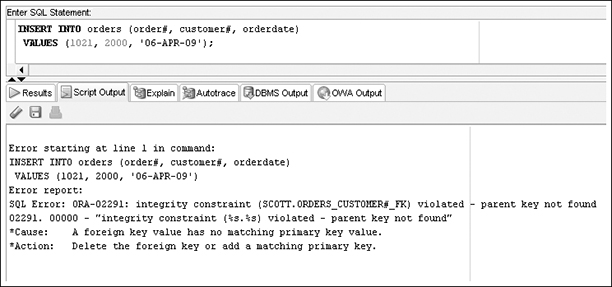 Enter SQL Statement:
INSERT INTO orders (order#, customer#, orderdate)
VALUES (1021, 2000, '06-APR-09');
Results Script Output Explain Autotrace DBMS Output OWA Output
Error starting at line 1 in command:
INSERT INTO orders (order#, customer#, orderdate)
VALUES (1021, 2000, '06-APR-09')
Error report:
SQL Error: ORA-02291: integrity constraint (SCOTT.ORDERS_CUSTOMER#_FK) violated - parent key not found
02291. 00000 - "integrity constraint (%s.%s) violated - parent key not found"
*Cause: A foreign key value has no matching primary key value.
*Action: Delete the foreign key or add a matching primary key.